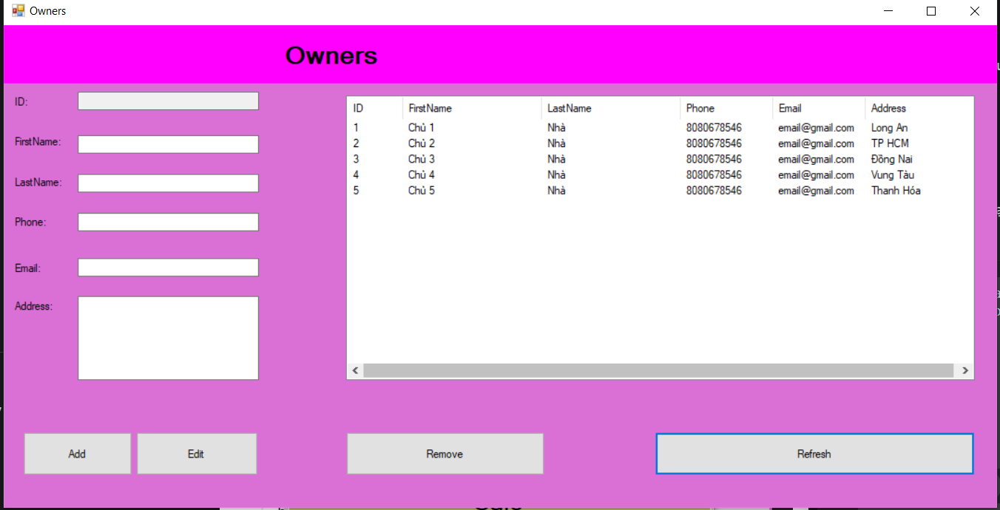 Owners
Owners
ID:
FirstName:
LastName:
Phone:
Email:
Address:
ID FirstName LastName Phone Email Address
1 Chủ 1 Nhà 8080678546 email@gmail.com Long An
2 Chủ 2 Nhà 8080678546 email@gmail.com TP HCM
3 Chủ 3 Nhà 8080678546 email@gmail.com Đồng Nai
4 Chủ 4 Nhà 8080678546 email@gmail.com Vung Tàu
5 Chủ 5 Nhà 8080678546 email@gmail.com Thanh Hóa
Add Edit Remove Refresh